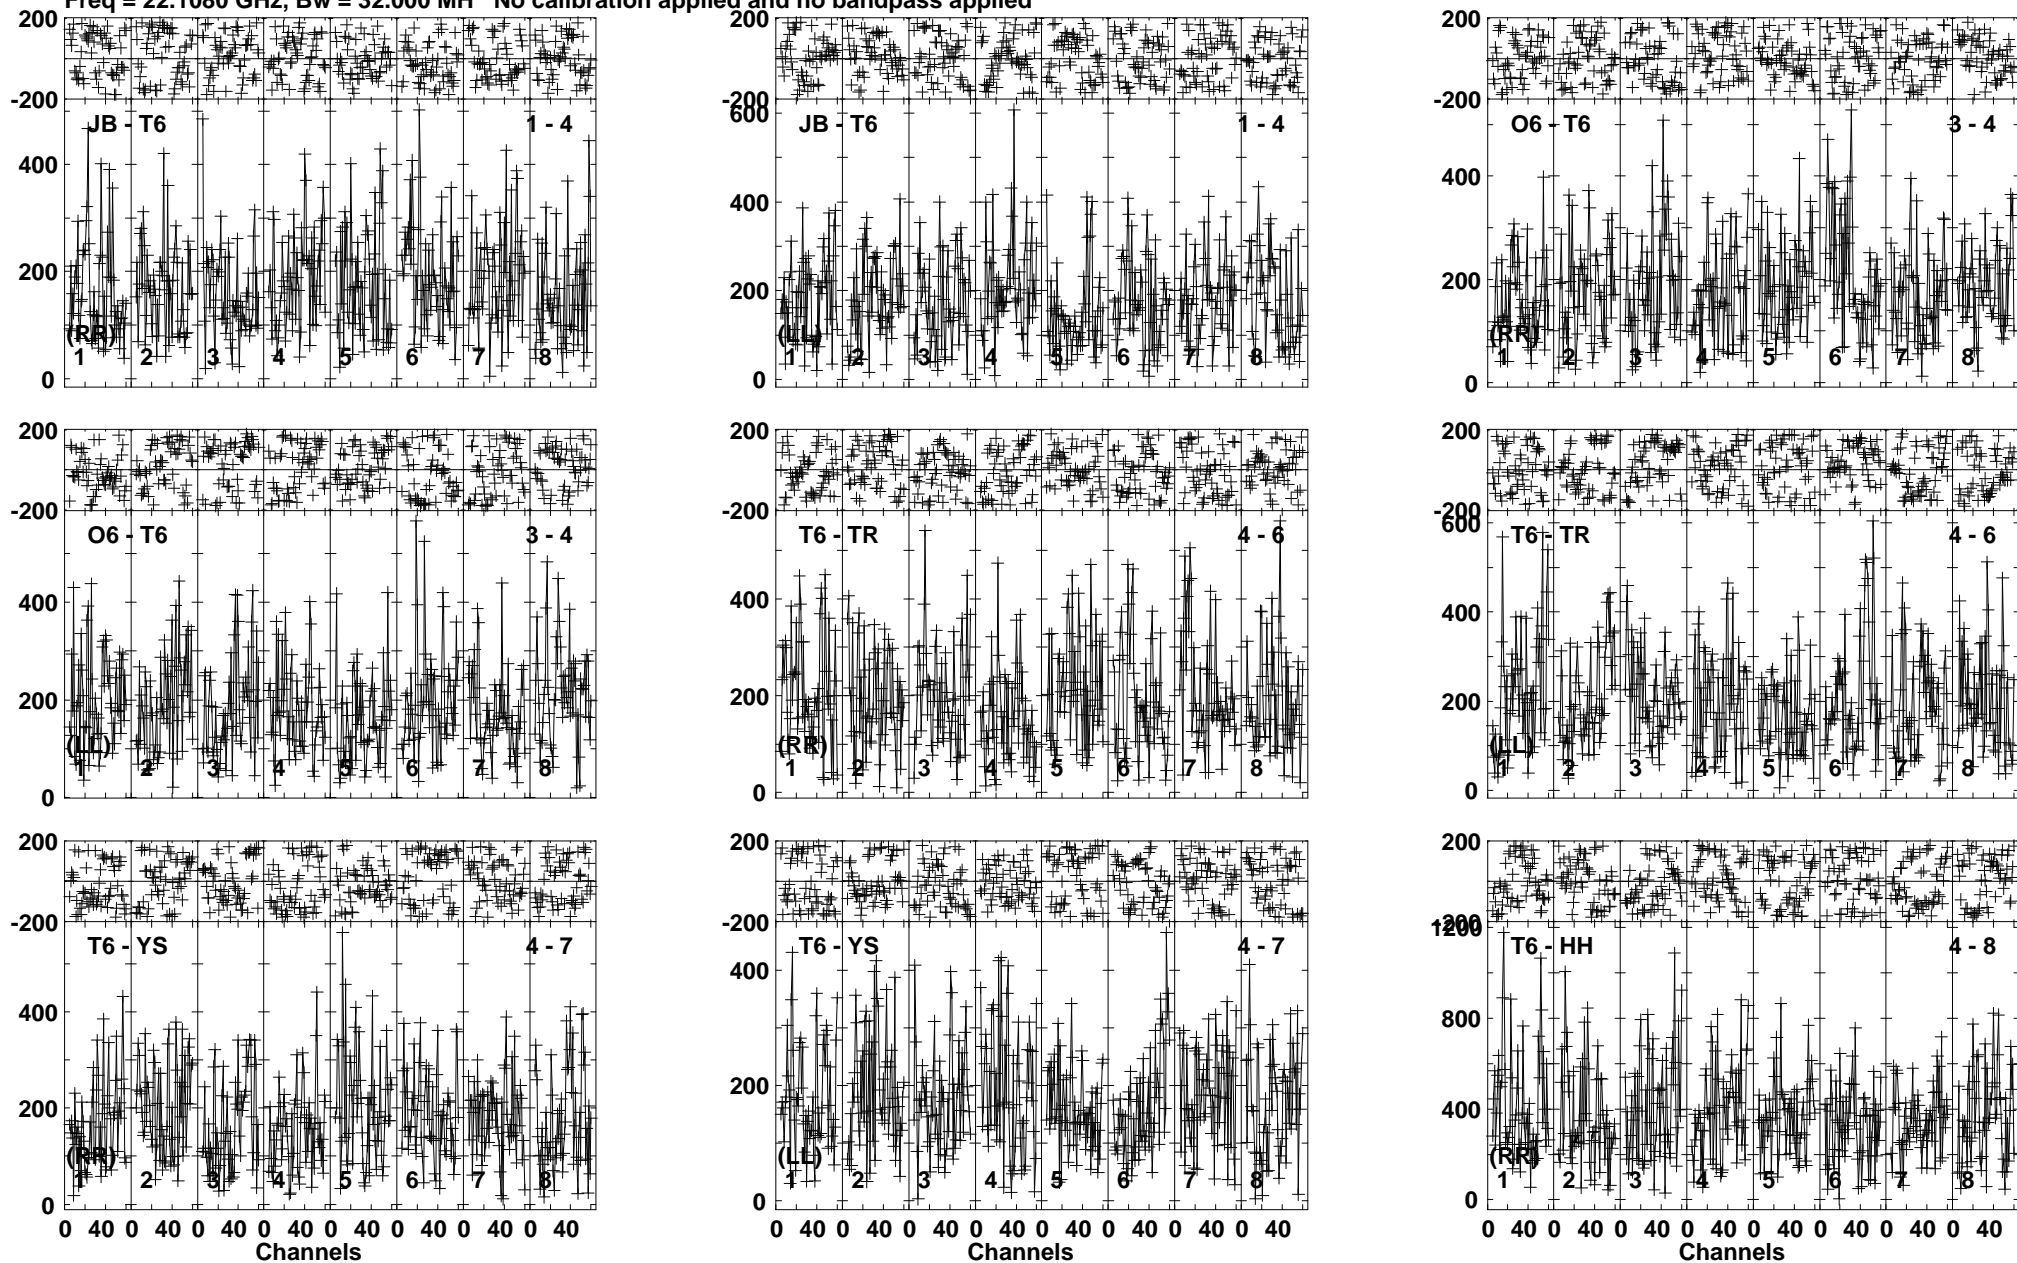 Freq = 22.1080 GHz, Bw = 32.000 MH No calibration applied and no bandpass applied
200 200 200
-200 -200 -200
JB - T6 1 - 4 600 JB - T6 1 - 4 O6 - T6 3 - 4
400 400 400
200 200 200
(RR) (LL) (RR)
1 2 3 4 5 6 7 8 1 2 3 4 5 6 7 8 1 2 3 4 5 6 7 8
0 0 0
200 200 200
-200 -200 -200
O6 - T6 3 - 4 T6 - TR 4 - 6 600 T6 - TR 4 - 6
400 400 400
200 200 200
(LL) (RR) (LL)
1 2 3 4 5 6 7 8 1 2 3 4 5 6 7 8 1 2 3 4 5 6 7 8
0 0 0
200 200 200
-200 -200 -200
T6 - YS 4 - 7 T6 - YS 4 - 7 1200 T6 - HH 4 - 8
400 400 800
200 200 400
(RR) (LL) (RR)
1 2 3 4 5 6 7 8 1 2 3 4 5 6 7 8 1 2 3 4 5 6 7 8
0 0 0
0 40 0 40 0 40 0 40 0 40 0 40 0 40 0 40 0 40 0 40 0 40 0 40 0 40 0 40 0 40 0 40 0 40 0 40 0 40 0 40 0 40 0 40 0 40 0 40
Channels Channels Channels